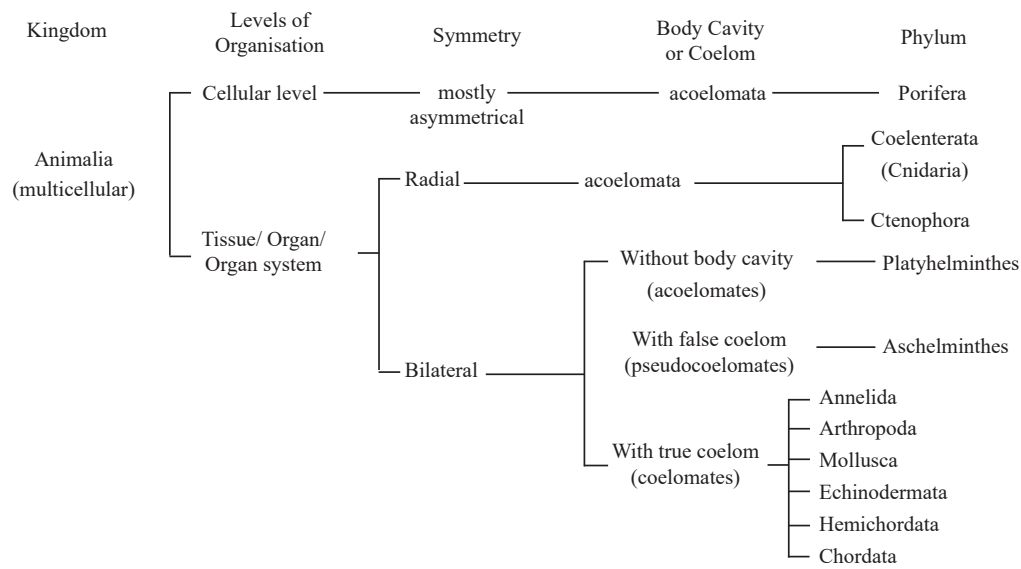 Kingdom
Levels of
Organisation
Symmetry
Body Cavity
or Coelom
Phylum
Cellular level
mostly
asymmetrical
acoelomata
Porifera
Animalia
(multicellular)
Radial
acoelomata
Coelenterata
(Cnidaria)
Ctenophora
Tissue/ Organ/
Organ system
Without body cavity
(acoelomates)
Platyhelminthes
With false coelom
(pseudocoelomates)
Aschelminthes
Bilateral
With true coelom
(coelomates)
Annelida
Arthropoda
Mollusca
Echinodermata
Hemichordata
Chordata